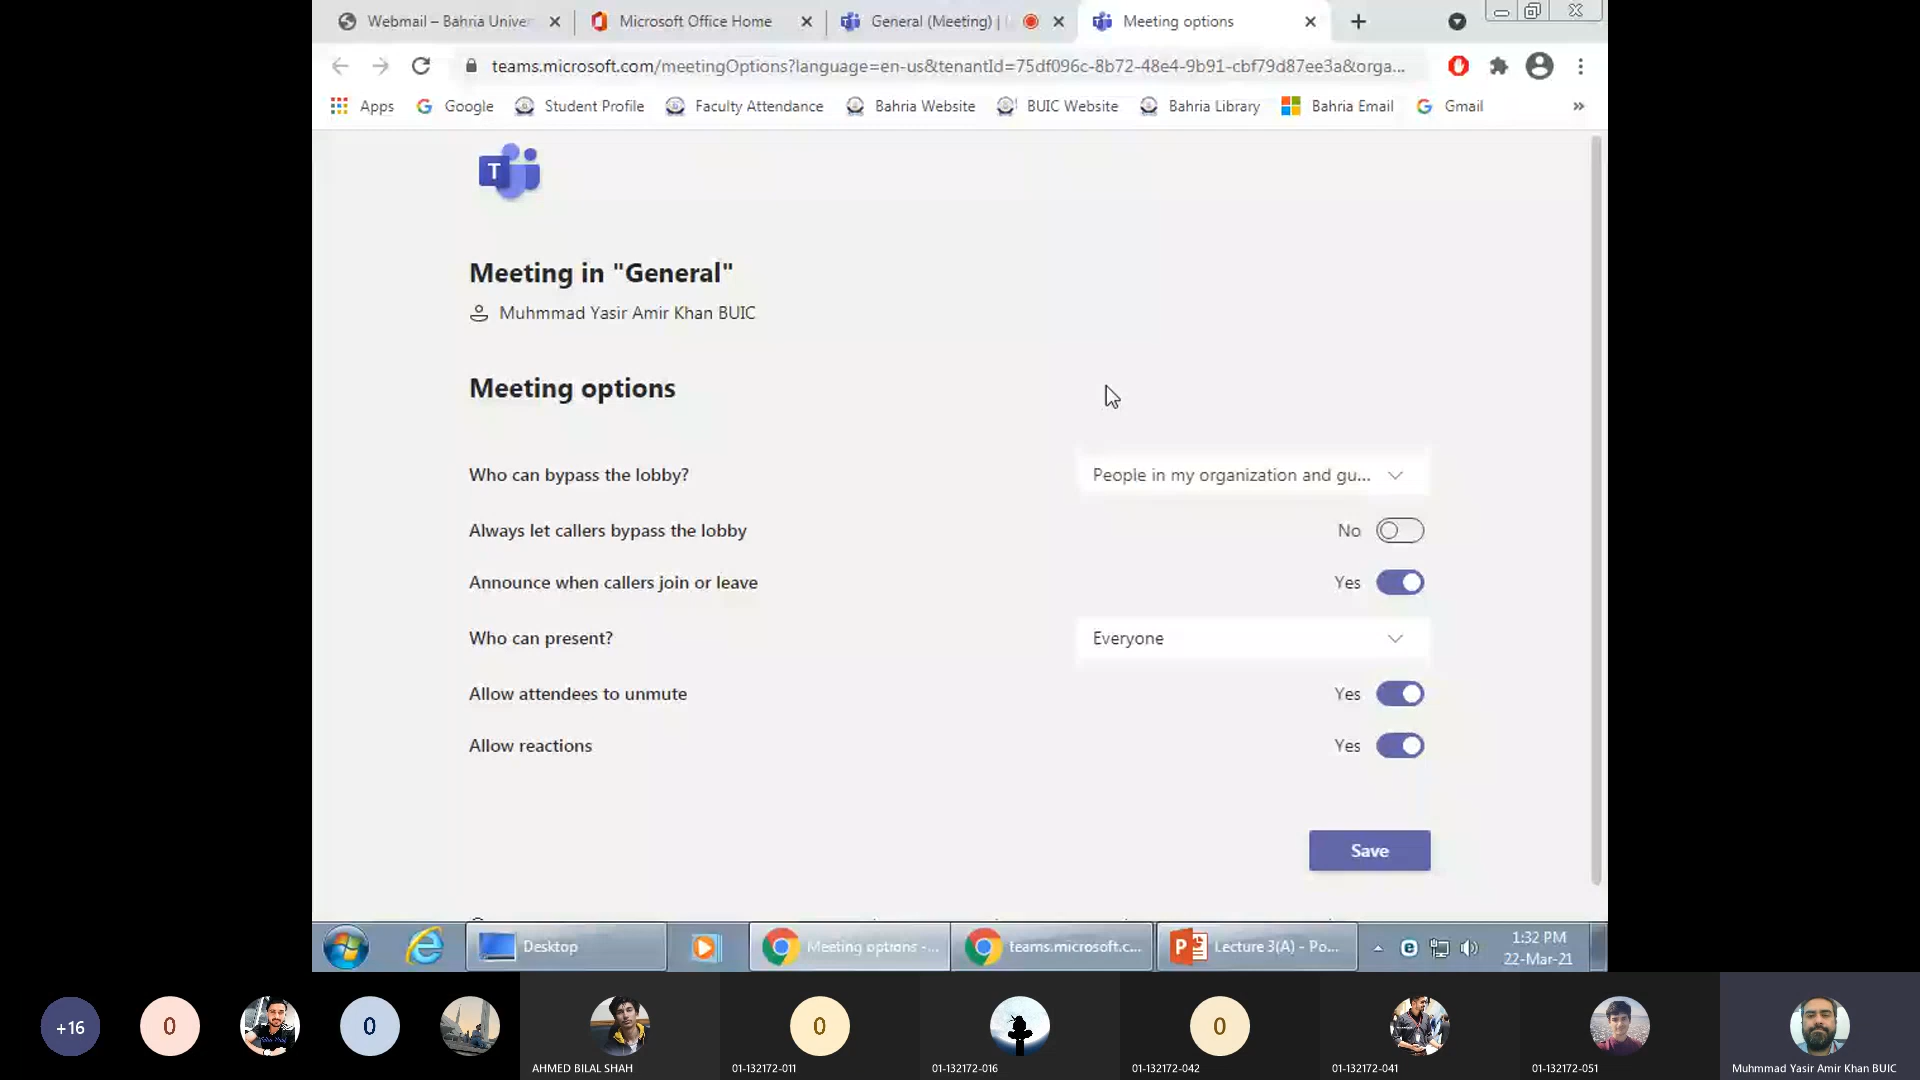 Webmail – Bahria Univer
Microsoft Office Home
General (Meeting) |
Meeting options
teams.microsoft.com/meetingOptions?language=en-us&tenantId=75df096c-8b72-48e4-9b91-cbf79d87ee3a&orga...
Apps
Google
Student Profile
Faculty Attendance
Bahria Website
BUIC Website
Bahria Library
Bahria Email
Gmail
»
T
Meeting in "General"
Muhmmad Yasir Amir Khan BUIC
Meeting options
Who can bypass the lobby?
People in my organization and gu...
Always let callers bypass the lobby
No
Announce when callers join or leave
Yes
Who can present?
Everyone
Allow attendees to unmute
Yes
Allow reactions
Yes
Save
Desktop
Meeting options -...
teams.microsoft.c...
Lecture 3(A) - Po...
1:32 PM
22-Mar-21
+16
0
0
0
0
AHMED BILAL SHAH
01-132172-011
01-132172-016
01-132172-042
01-132172-041
01-132172-051
Muhmmad Yasir Amir Khan BUIC